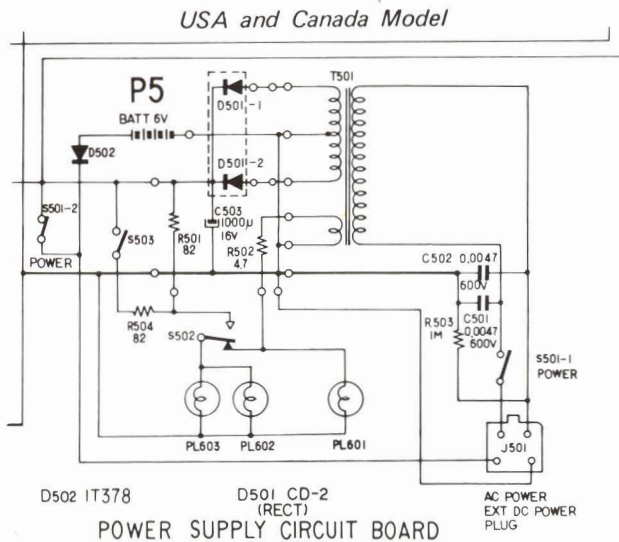 USA and Canada Model
T501
P5
D501-1
BATT 6V
D502
D501-2
S501-2
C503
1000μ
16V
S503
R501
82
R502
4.7
C502 0.0047
600V
POWER
C501
0.0047
600V
R503
1M
R504
82
S502
S501-1
POWER
PL603
PL602
PL601
J501
D502 1T378
D501 CD-2
(RECT)
AC POWER
EXT DC POWER
PLUG
POWER SUPPLY CIRCUIT BOARD